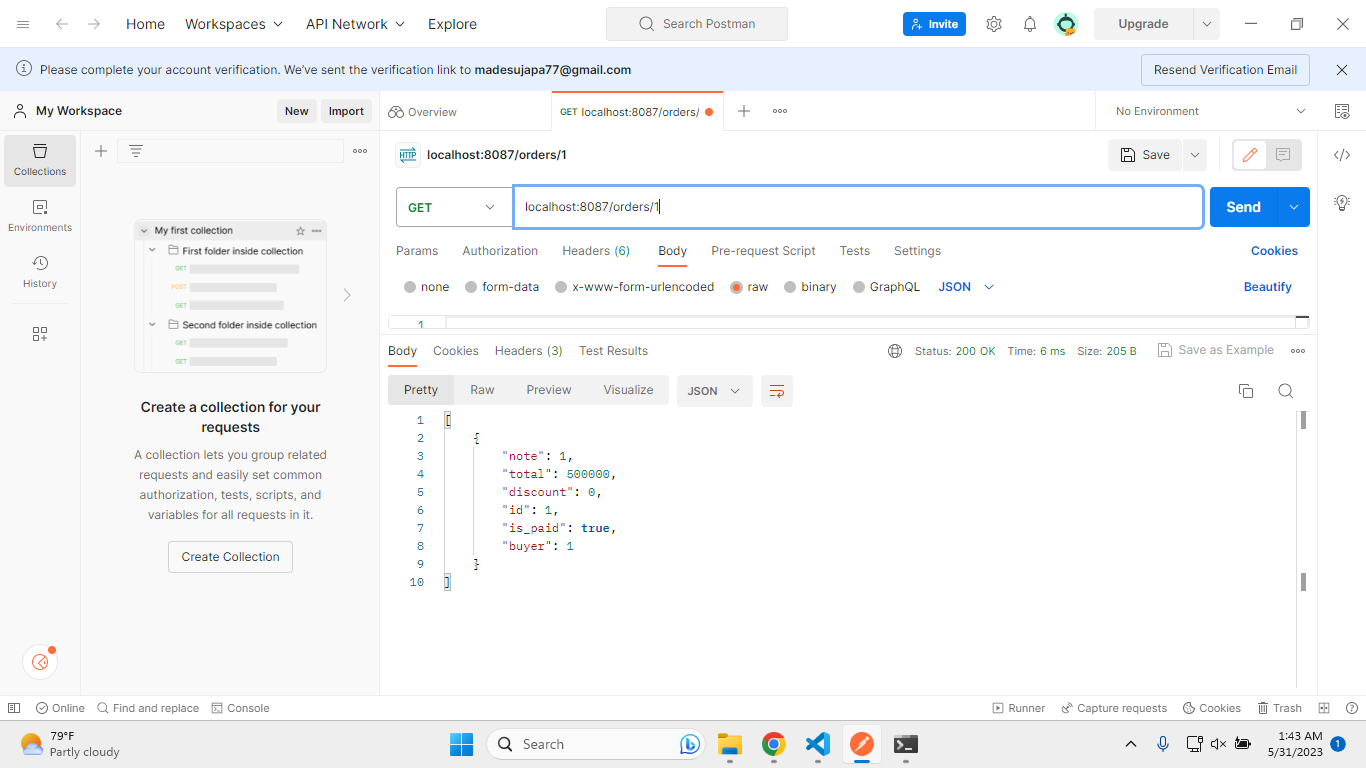 Home Workspaces API Network Explore Search Postman Invite Upgrade
Please complete your account verification. We've sent the verification link to madesujapa77@gmail.com Resend Verification Email
My Workspace New Import Overview GET localhost:8087/orders/ No Environment
HTTP localhost:8087/orders/1 Save
Collections
GET localhost:8087/orders/1 Send
Environments
Params Authorization Headers (6) Body Pre-request Script Tests Settings Cookies
History
none form-data x-www-form-urlencoded raw binary GraphQL JSON Beautify
1
My first collection
First folder inside collection
GET
POST
GET
Second folder inside collection
GET
GET
Create a collection for your
requests
A collection lets you group related
requests and easily set common
authorization, tests, scripts, and
variables for all requests in it.
Create Collection
Body Cookies Headers (3) Test Results Status: 200 OK Time: 6 ms Size: 205 B Save as Example
Pretty Raw Preview Visualize JSON
1 [
2 {
3 "note": 1,
4 "total": 500000,
5 "discount": 0,
6 "id": 1,
7 "is_paid": true,
8 "buyer": 1
9 }
10 ]
Online Find and replace Console Runner Capture requests Cookies Trash
79°F
Partly cloudy
Search
1:43 AM
5/31/2023 1